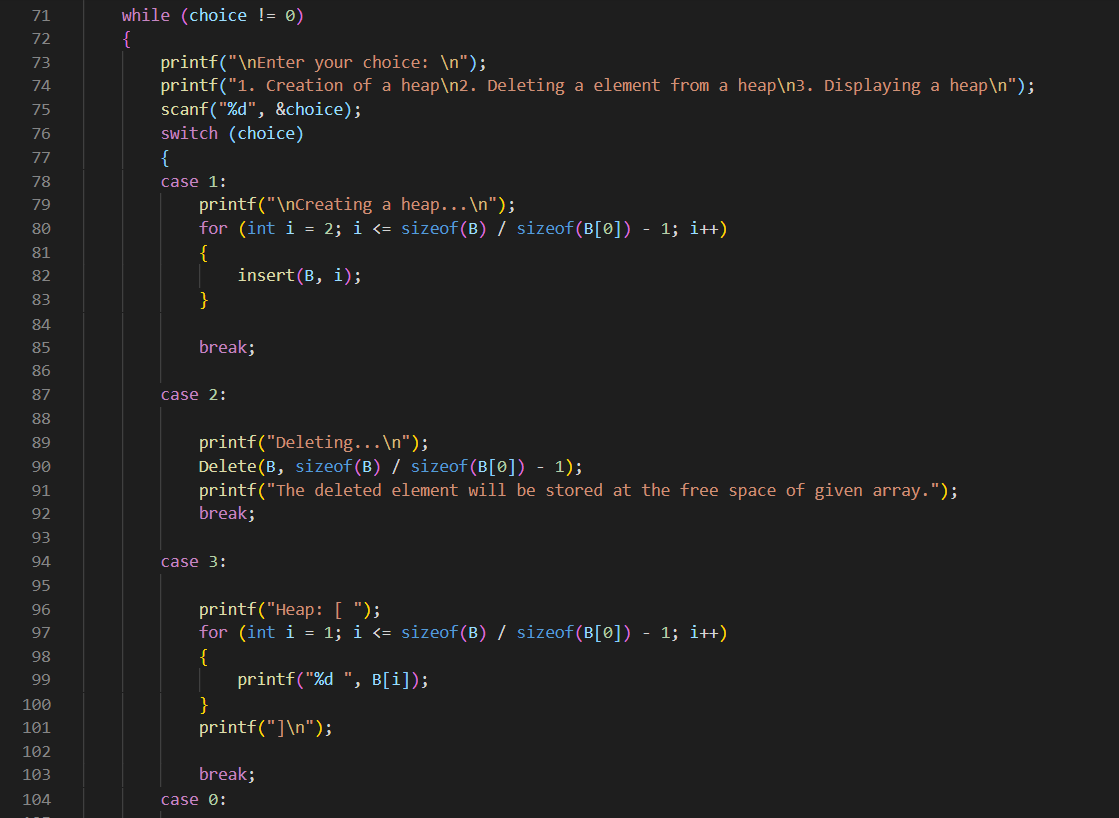 71 while (choice != 0)
72 {
73 printf("\nEnter your choice: \n");
74 printf("1. Creation of a heap\n2. Deleting a element from a heap\n3. Displaying a heap\n");
75 scanf("%d", &choice);
76 switch (choice)
77 {
78 case 1:
79 printf("\nCreating a heap...\n");
80 for (int i = 2; i <= sizeof(B) / sizeof(B[0]) - 1; i++)
81 {
82 insert(B, i);
83 }
84
85 break;
86
87 case 2:
88
89 printf("Deleting...\n");
90 Delete(B, sizeof(B) / sizeof(B[0]) - 1);
91 printf("The deleted element will be stored at the free space of given array.");
92 break;
93
94 case 3:
95
96 printf("Heap: [ ");
97 for (int i = 1; i <= sizeof(B) / sizeof(B[0]) - 1; i++)
98 {
99 printf("%d ", B[i]);
100 }
101 printf("]\n");
102
103 break;
104 case 0: